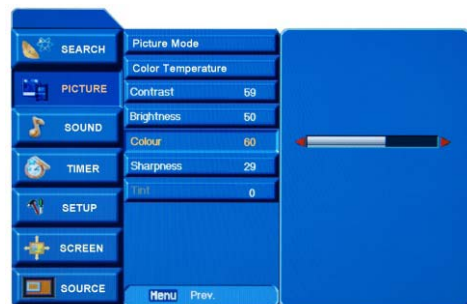 SEARCH
PICTURE
SOUND
TIMER
SETUP
SCREEN
SOURCE
Picture Mode
Color Temperature
Contrast 59
Brightness 50
Colour 60
Sharpness 29
Tint 0
Menu Prev.